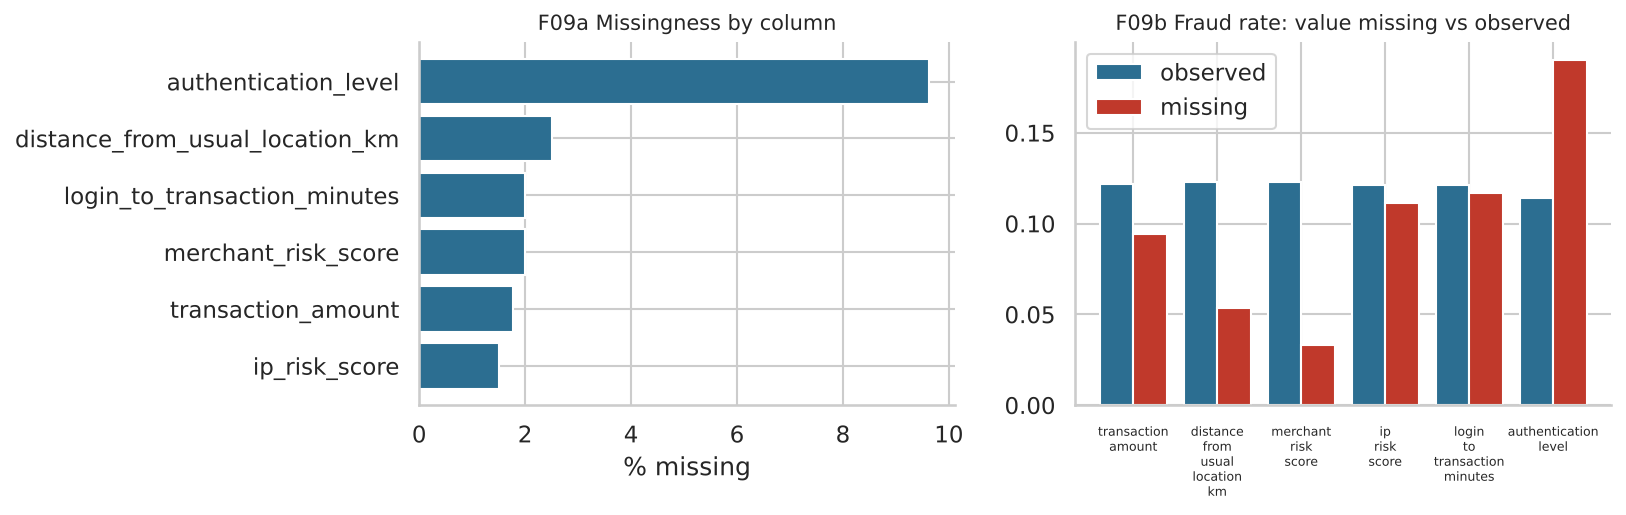 F09a Missingness by column
authentication_level
distance_from_usual_location_km
login_to_transaction_minutes
merchant_risk_score
transaction_amount
ip_risk_score
0 2 4 6 8 10
% missing
F09b Fraud rate: value missing vs observed
observed
missing
0.15
0.10
0.05
0.00
transaction
amount
distance
from
usual
location
km
merchant
risk
score
ip
risk
score
login
to
transaction
minutes
authentication
level